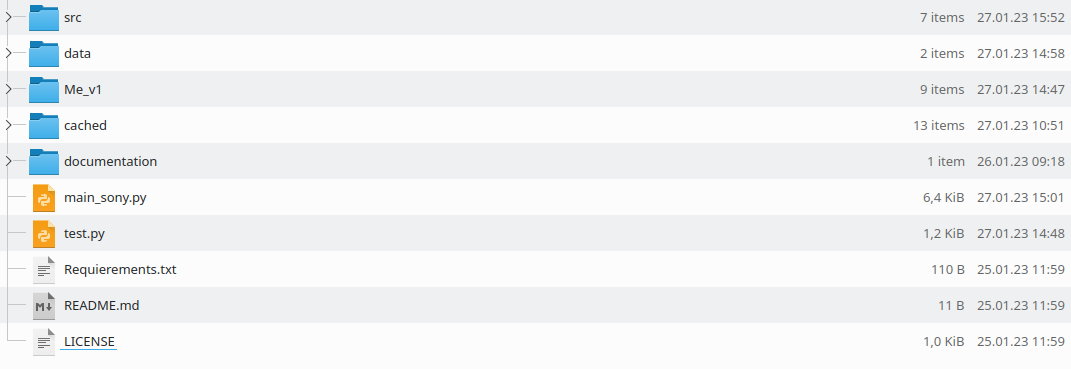 src 7 items 27.01.23 15:52
data 2 items 27.01.23 14:58
Me_v1 9 items 27.01.23 14:47
cached 13 items 27.01.23 10:51
documentation 1 item 26.01.23 09:18
main_sony.py 6,4 KiB 27.01.23 15:01
test.py 1,2 KiB 27.01.23 14:48
Requierements.txt 110 B 25.01.23 11:59
M README.md 11 B 25.01.23 11:59
LICENSE 1,0 KiB 25.01.23 11:59